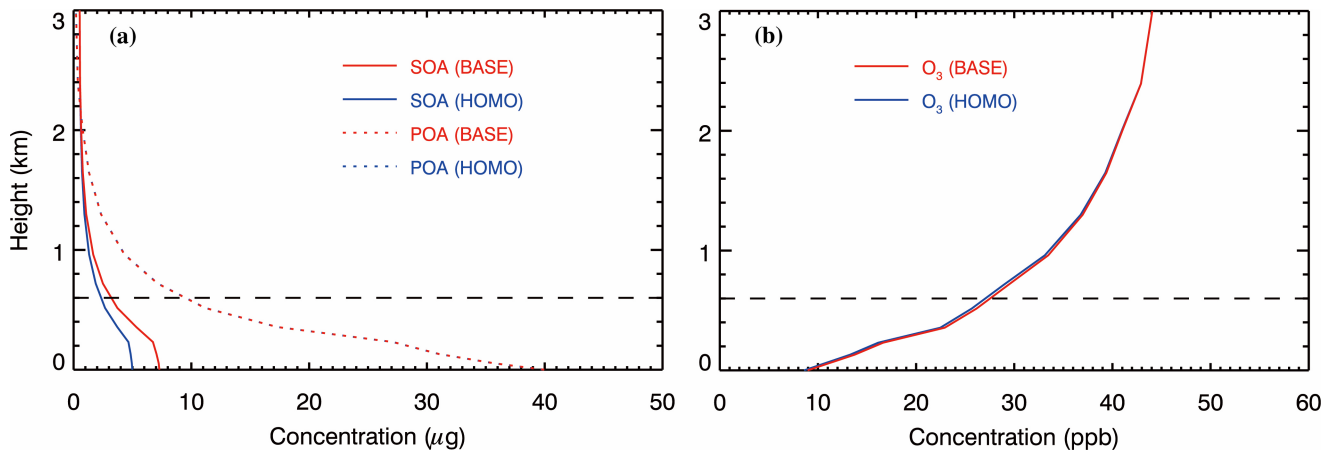 (a)
SOA (BASE)
SOA (HOMO)
POA (BASE)
POA (HOMO)
Height (km)
3
2
1
0
0 10 20 30 40 50
Concentration (μg)
(b)
O₃ (BASE)
O₃ (HOMO)
3
2
1
0
0 10 20 30 40 50 60
Concentration (ppb)